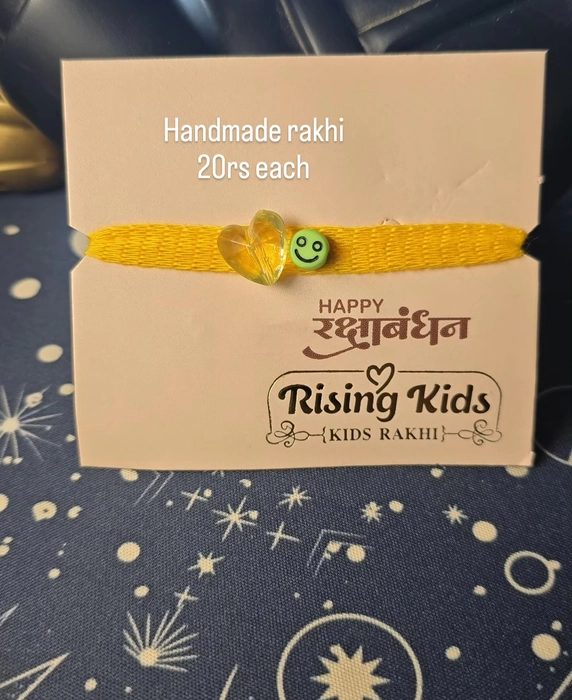 Handmade rakhi
20rs each
HAPPY
रक्षाबंधन
Rising Kids
KIDS RAKHI